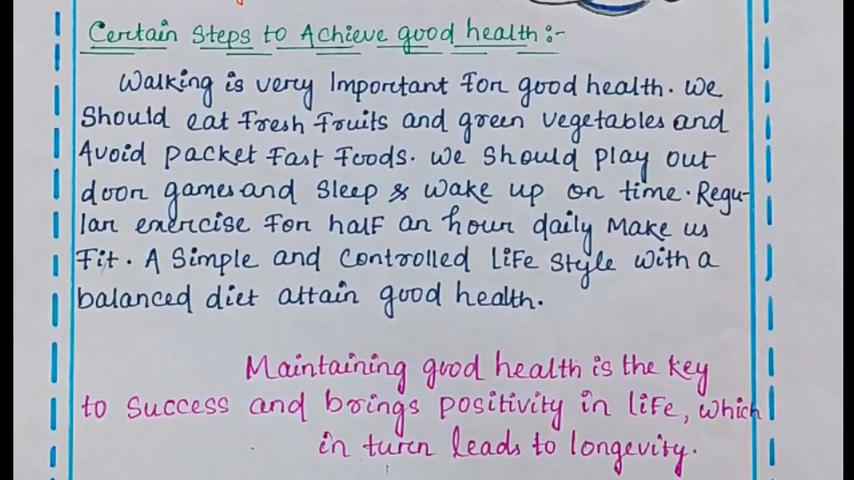 Certain Steps to Achieve good health :-
Walking is very Important For good health. We
Should eat Fresh Fruits and green vegetables and
Avoid packet Fast Foods. We Should play out
door games and Sleep & wake up on time. Regu-
lar exercise For half an hour daily Make us
Fit. A Simple and Controlled LiFe Style with a
balanced diet attain good health.
Maintaining good health is the key
to Success and brings positivity in liFe, which
in turn leads to longevity.